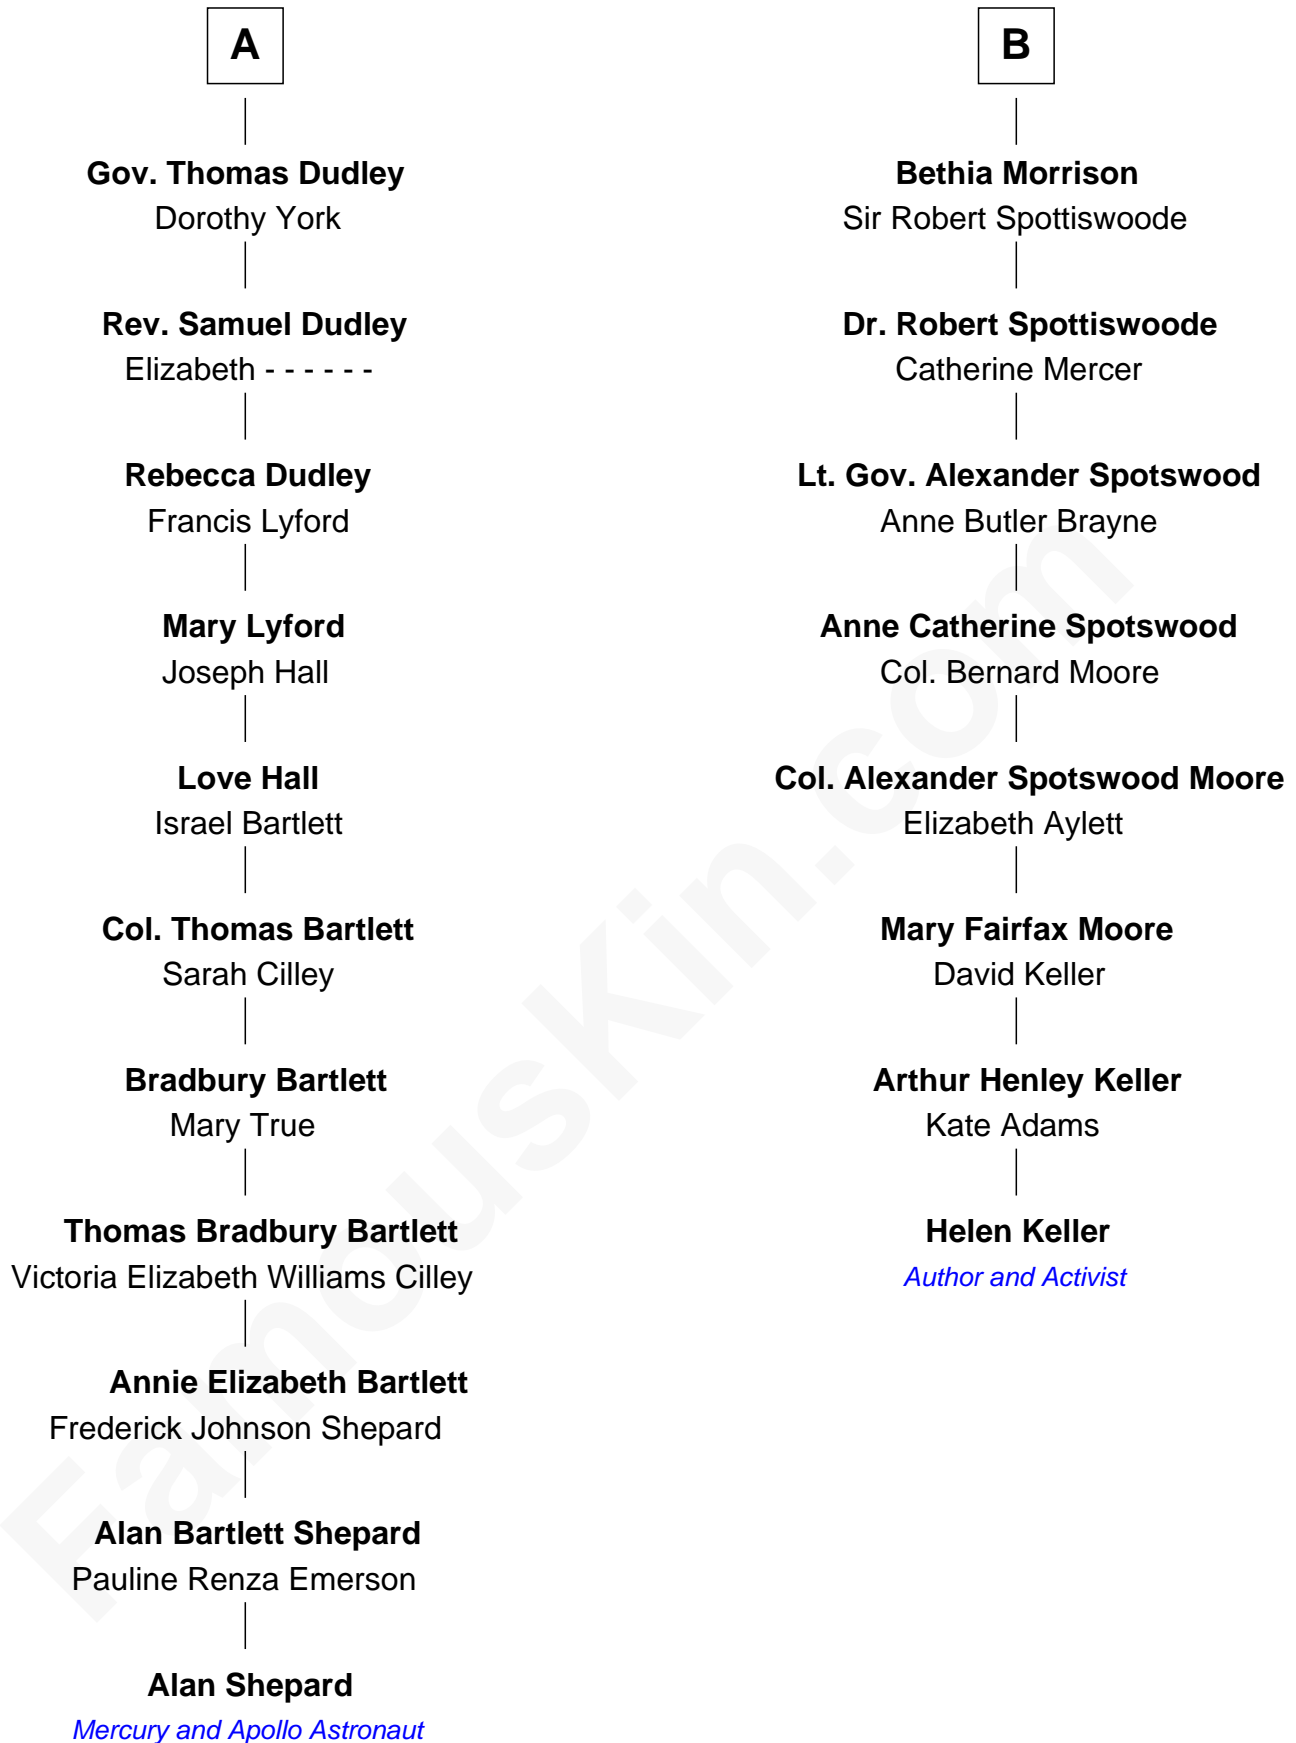 A
Gov. Thomas Dudley
Dorothy York
Rev. Samuel Dudley
Elizabeth - - - - - -
Rebecca Dudley
Francis Lyford
Mary Lyford
Joseph Hall
Love Hall
Israel Bartlett
Col. Thomas Bartlett
Sarah Cilley
Bradbury Bartlett
Mary True
Thomas Bradbury Bartlett
Victoria Elizabeth Williams Cilley
Annie Elizabeth Bartlett
Frederick Johnson Shepard
Alan Bartlett Shepard
Pauline Renza Emerson
Alan Shepard
Mercury and Apollo Astronaut
B
Bethia Morrison
Sir Robert Spottiswoode
Dr. Robert Spottiswoode
Catherine Mercer
Lt. Gov. Alexander Spotswood
Anne Butler Brayne
Anne Catherine Spotswood
Col. Bernard Moore
Col. Alexander Spotswood Moore
Elizabeth Aylett
Mary Fairfax Moore
David Keller
Arthur Henley Keller
Kate Adams
Helen Keller
Author and Activist
FamousKin.com